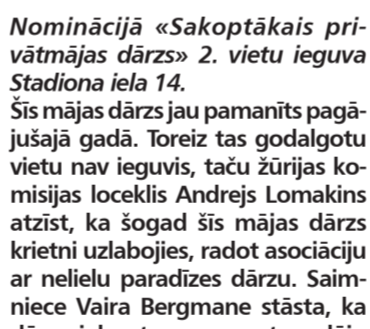 Nominācijā «Sakoptākais pri-
vātmājas dārzs» 2. vietu ieguva
Stadiona iela 14.
Šīs mājas dārzs jau pamanīts pagā-
jušajā gadā. Toreiz tas godalgotu
vietu nav ieguvis, taču žūrijas ko-
misijas loceklis Andrejs Lomakins
atzīst, ka šogad šīs mājas dārzs
krietni uzlabojies, radot asociāciju
ar nelielu paradīzes dārzu. Saim-
niece Vaira Bergmane stāsta, ka